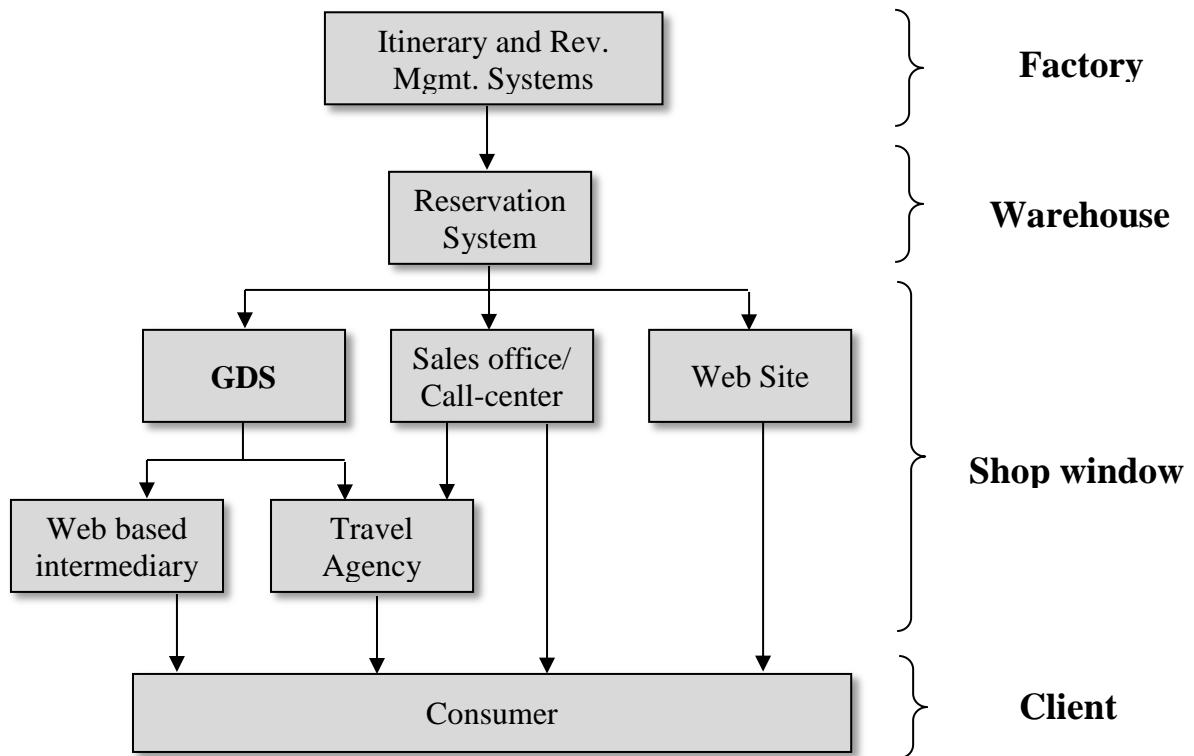 Itinerary and Rev.
Mgmt. Systems
Factory
Reservation
System
Warehouse
GDS
Sales office/
Call-center
Web Site
Shop window
Web based
intermediary
Travel
Agency
Consumer
Client